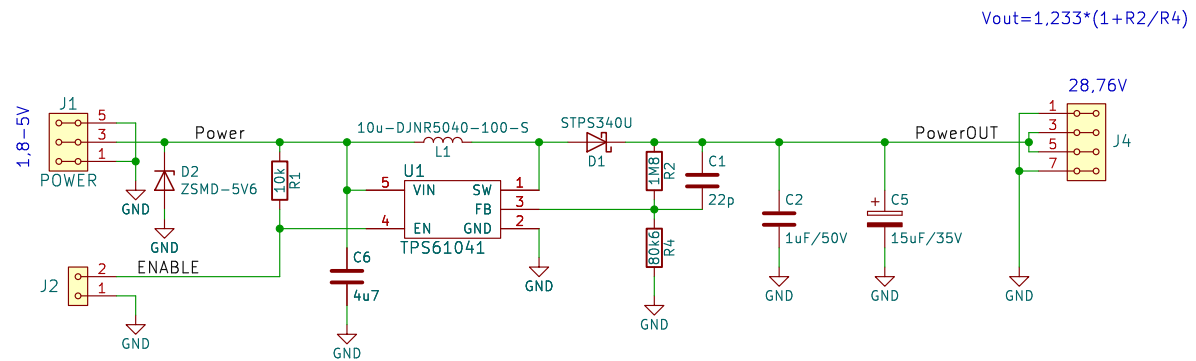 Vout=1,233*(1+R2/R4)
28,76V
1,8-5V
J1
5
3
1
POWER
GND
Power
D2
ZSMD-5V6
GND
10k
R1
J2
2
1
ENABLE
GND
10u-DJNR5040-100-S
L1
U1
5
VIN
SW
1
FB
3
4
EN
GND
2
TPS61041
GND
C6
4u7
GND
STPS340U
D1
1M8
R2
C1
22p
80k6
R4
GND
C2
1uF/50V
GND
+
C5
15uF/35V
GND
PowerOUT
1
3
5
7
J4
GND